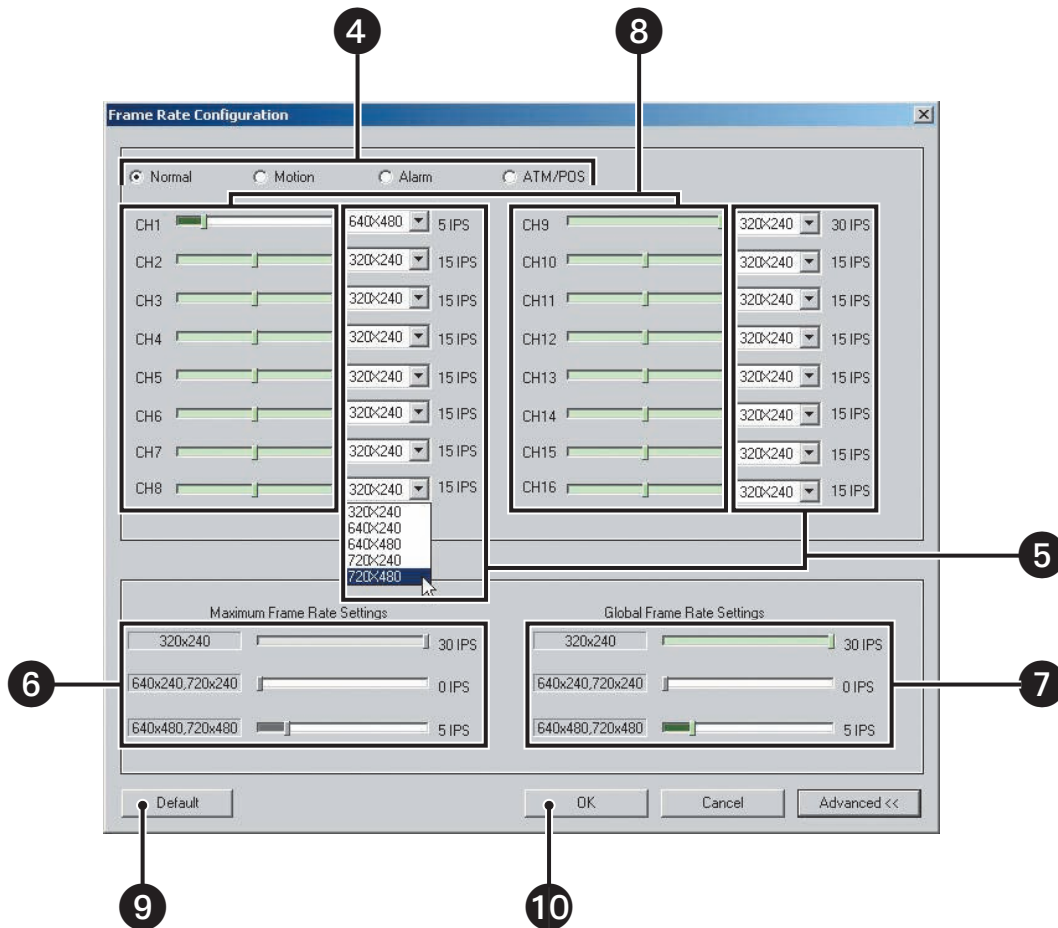 4 8
Frame Rate Configuration
Normal Motion Alarm ATM/POS
CH1 640X480 5 IPS CH9 320X240 30 IPS
CH2 320X240 15 IPS CH10 320X240 15 IPS
CH3 320X240 15 IPS CH11 320X240 15 IPS
CH4 320X240 15 IPS CH12 320X240 15 IPS
CH5 320X240 15 IPS CH13 320X240 15 IPS
CH6 320X240 15 IPS CH14 320X240 15 IPS
CH7 320X240 15 IPS CH15 320X240 15 IPS
CH8 320X240 15 IPS CH16 320X240 15 IPS
320X240
640X240
640X480
720X240
720X480
5
Maximum Frame Rate Settings Global Frame Rate Settings
320x240 30 IPS 320x240 30 IPS
6 640x240,720x240 0 IPS 640x240,720x240 0 IPS 7
640x480,720x480 5 IPS 640x480,720x480 5 IPS
Default OK Cancel Advanced <<
9 10